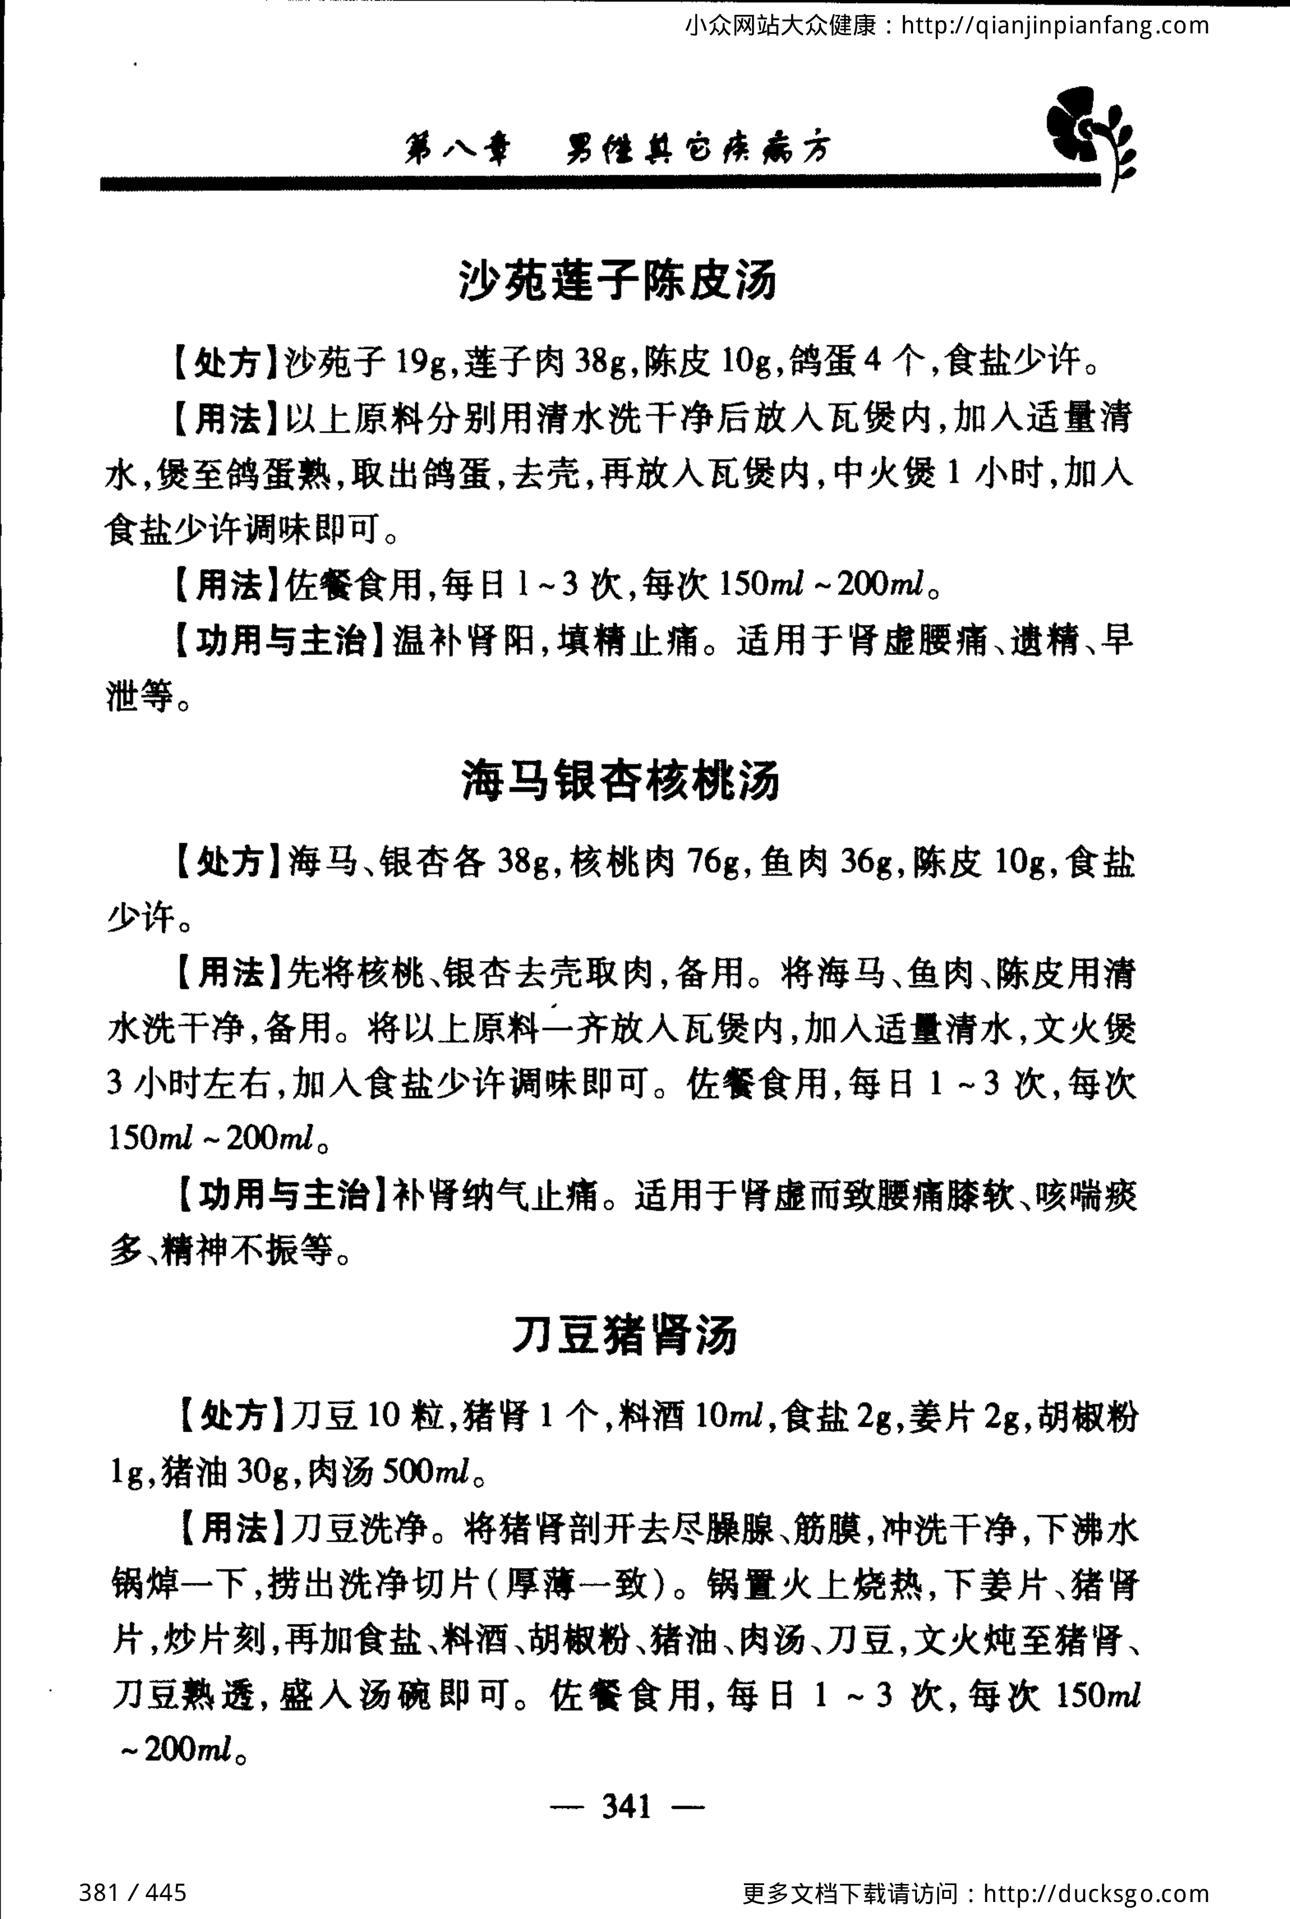 小众网站大众健康：http://qianjinpianfang.com
第八章　男性其它疾病方
沙苑莲子陈皮汤
【处方】沙苑子 19g,莲子肉 38g,陈皮 10g,鸽蛋 4 个,食盐少许。
【用法】以上原料分别用清水洗干净后放入瓦煲内,加入适量清
水,煲至鸽蛋熟,取出鸽蛋,去壳,再放入瓦煲内,中火煲 1 小时,加入
食盐少许调味即可。
【用法】佐餐食用,每日 1 ~ 3 次,每次 150ml ~ 200ml。
【功用与主治】温补肾阳,填精止痛。适用于肾虚腰痛、遗精、早
泄等。
海马银杏核桃汤
【处方】海马、银杏各 38g,核桃肉 76g,鱼肉 36g,陈皮 10g,食盐
少许。
【用法】先将核桃、银杏去壳取肉,备用。将海马、鱼肉、陈皮用清
水洗干净,备用。将以上原料一齐放入瓦煲内,加入适量清水,文火煲
3 小时左右,加入食盐少许调味即可。佐餐食用,每日 1 ~ 3 次,每次
150ml ~ 200ml。
【功用与主治】补肾纳气止痛。适用于肾虚而致腰痛膝软、咳喘痰
多、精神不振等。
刀豆猪肾汤
【处方】刀豆 10 粒,猪肾 1 个,料酒 10ml,食盐 2g,姜片 2g,胡椒粉
1g,猪油 30g,肉汤 500ml。
【用法】刀豆洗净。将猪肾剖开去尽臊腺、筋膜,冲洗干净,下沸水
锅焯一下,捞出洗净切片(厚薄一致)。锅置火上烧热,下姜片、猪肾
片,炒片刻,再加食盐、料酒、胡椒粉、猪油、肉汤、刀豆,文火炖至猪肾、
刀豆熟透,盛入汤碗即可。佐餐食用,每日 1 ~ 3 次,每次 150ml
~ 200ml。
— 341 —
381 / 445
更多文档下载请访问：http://ducksgo.com